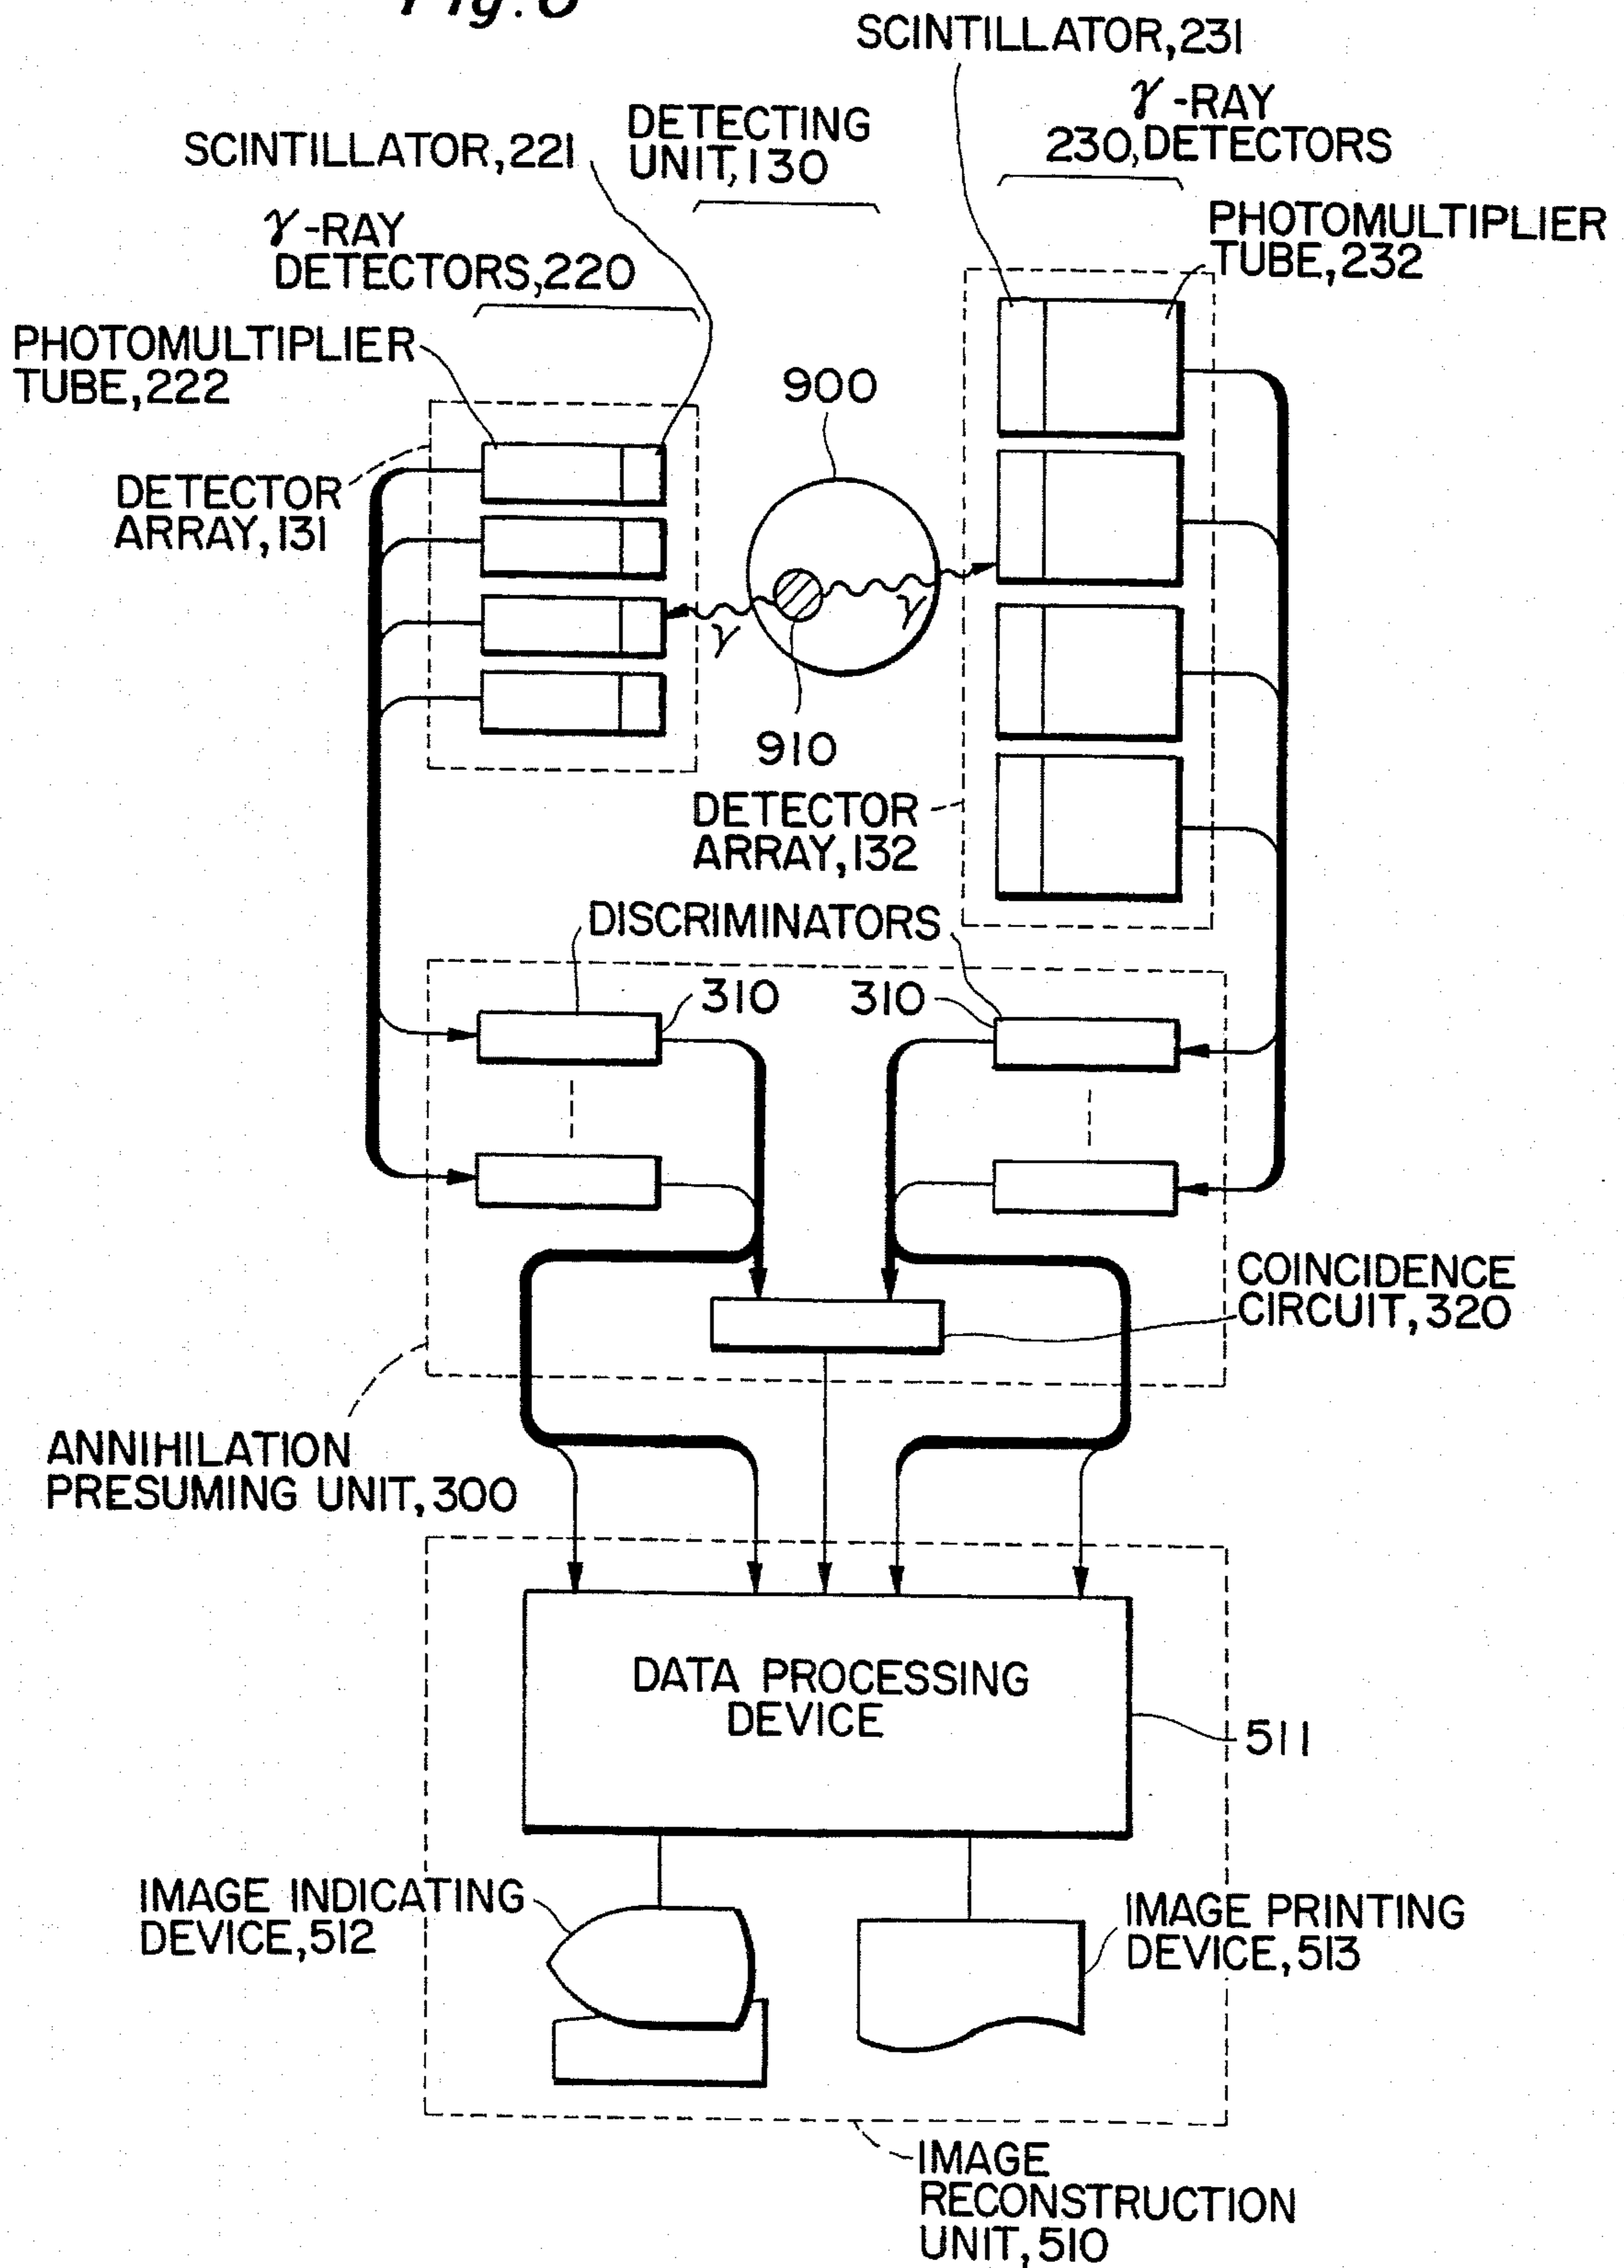 SCINTILLATOR,231
γ-RAY
230,DETECTORS
DETECTING
UNIT,130
SCINTILLATOR,221
γ-RAY
DETECTORS,220
PHOTOMULTIPLIER
TUBE,232
PHOTOMULTIPLIER
TUBE,222
900
DETECTOR
ARRAY,131
γ
γ
910
DETECTOR
ARRAY,132
DISCRIMINATORS
310
310
COINCIDENCE
CIRCUIT,320
ANNIHILATION
PRESUMING UNIT,300
DATA PROCESSING
DEVICE
511
IMAGE INDICATING
DEVICE,512
IMAGE PRINTING
DEVICE,513
IMAGE
RECONSTRUCTION
UNIT,510